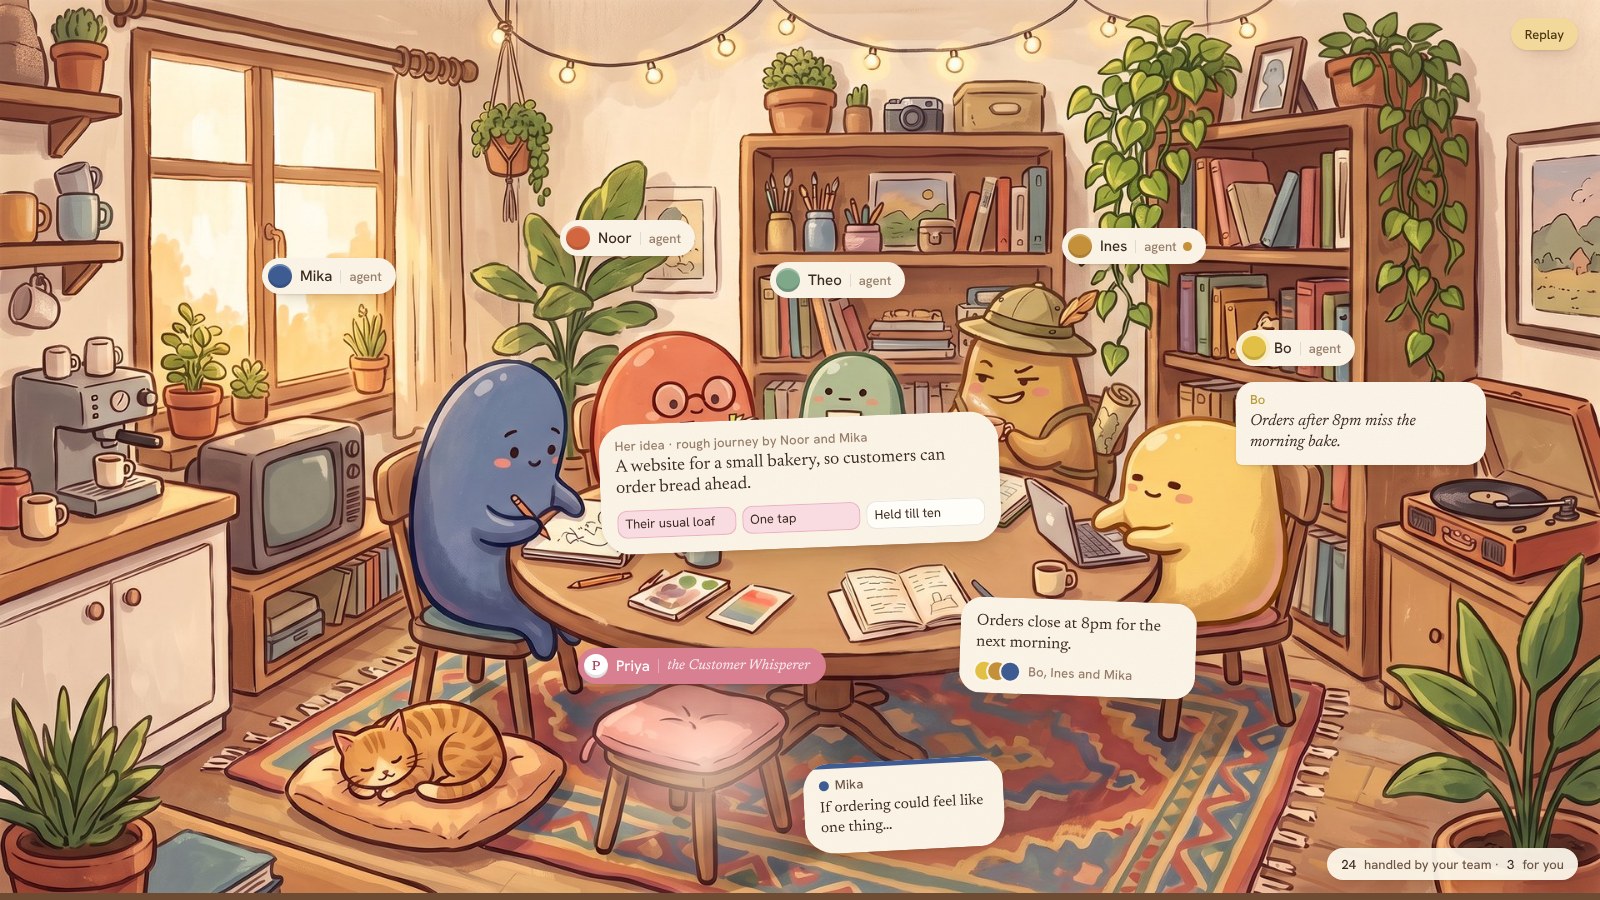 Replay
Noor agent
Ines agent
Mika agent
Theo agent
Bo agent
Bo
Orders after 8pm miss the
morning bake.
Her idea · rough journey by Noor and Mika
A website for a small bakery, so customers can
order bread ahead.
Their usual loaf
One tap
Held till ten
Orders close at 8pm for the
next morning.
Bo, Ines and Mika
P Priya the Customer Whisperer
Mika
If ordering could feel like
one thing...
24 handled by your team · 3 for you